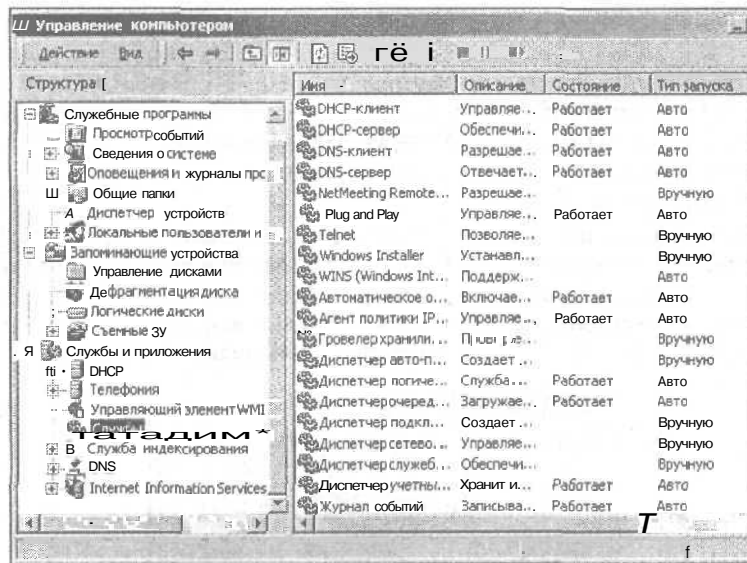 Ш Управление компьютером
Действие Вид гё i
Структура [
Служебные программы
Просмотрсобытий
Сведения о системе
Оповещения и журналы прс
Ш Общие папки
А Диспетчер устройств
Локальные пользователи и
Запоминающие устройства
Управление дисками
Дефрагментация диска
Логические диски
Съемные ЗУ
Я Службы и приложения
fti • DHCP
Телефония
Управляющий элемент WMI
татадим*
В Служба индексирования
DNS
Internet Information Services
Имя Описание Состояние Тип запуска
DHCP-клиент Управляе... Работает Авто
DHCP-сервер Обеспечи... Работает Авто
DNS-клиент Разрешае... Работает Авто
DNS-сервер Отвечает... Работает Авто
NetMeeting Remote... Разрешае... Вручную
Plug and Play Управляе... Работает Авто
Telnet Позволяе... Вручную
Windows Installer Устанавл... Вручную
WINS (Windows Int... Поддерж... Авто
Автоматическое о... Включае... Работает Авто
Агент политики IP... Управляе..., Работает Авто
Гровелер хранили... Вручную
Диспетчер авто-п... Создает ... Вручную
Диспетчер логиче... Служба... Работает Авто
Диспетчер очеред... Загружае... Работает Авто
Диспетчер подкл... Создает ... Вручную
Диспетчер сетево... Управляе... Вручную
Диспетчер служеб... Обеспечи... Вручную
Диспетчер учетны... Хранит и... Работает Авто
Журнал событий Записыва... Работает Авто
T
f